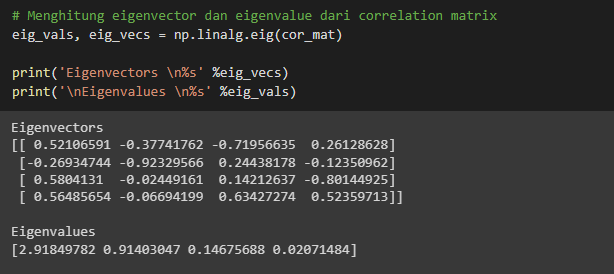 # Menghitung eigenvector dan eigenvalue dari correlation matrix
eig_vals, eig_vecs = np.linalg.eig(cor_mat)
print('Eigenvectors \n%s' %eig_vecs)
print('\nEigenvalues \n%s' %eig_vals)
Eigenvectors
[[ 0.52106591 -0.37741762 -0.71956635  0.26128628]
 [-0.26934744 -0.92329566  0.24438178 -0.12350962]
 [ 0.5804131  -0.02449161  0.14212637 -0.80144925]
 [ 0.56485654 -0.06694199  0.63427274  0.52359713]]
Eigenvalues
[2.91849782 0.91403047 0.14675688 0.02071484]